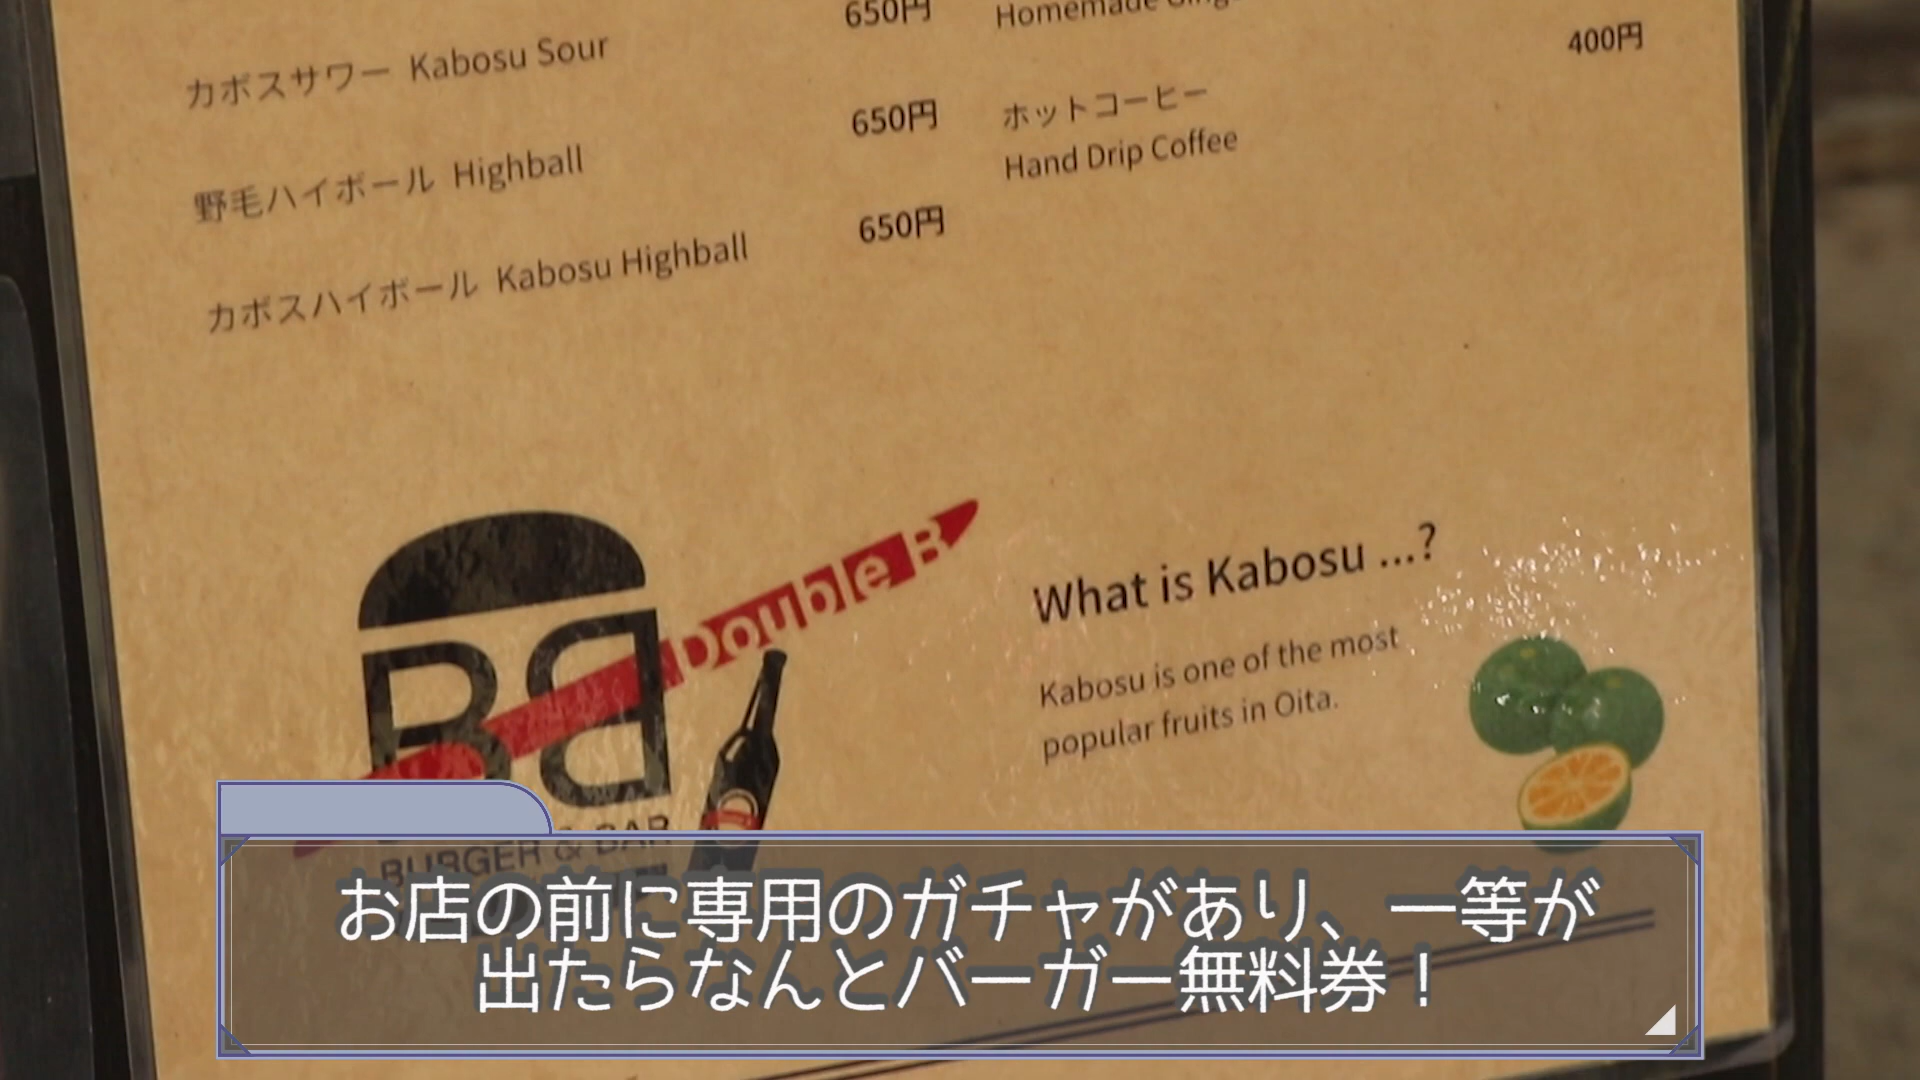 650円
カボスサワー Kabosu Sour
650円
野毛ハイボール Highball
650円
カボスハイボール Kabosu Highball
Homemade
400円
ホットコーヒー
Hand Drip Coffee
BB
Double B
BURGER & BAR
What is Kabosu ...?
Kabosu is one of the most
popular fruits in Oita.
お店の前に専用のガチャがあり、一等が
出たらなんとバーガー無料券！